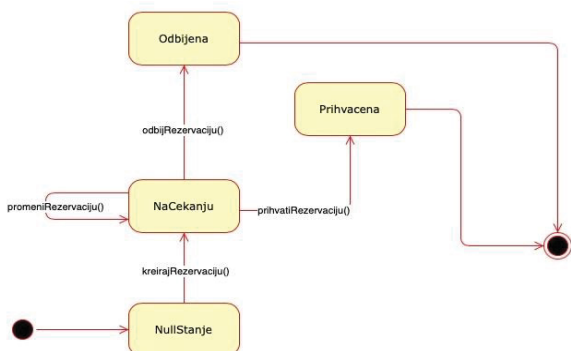 Odbijena
Prihvacena
odbijRezervaciju()
NaCekanju
promeniRezervaciju()
prihvatiRezervaciju()
kreirajRezervaciju()
NullStanje